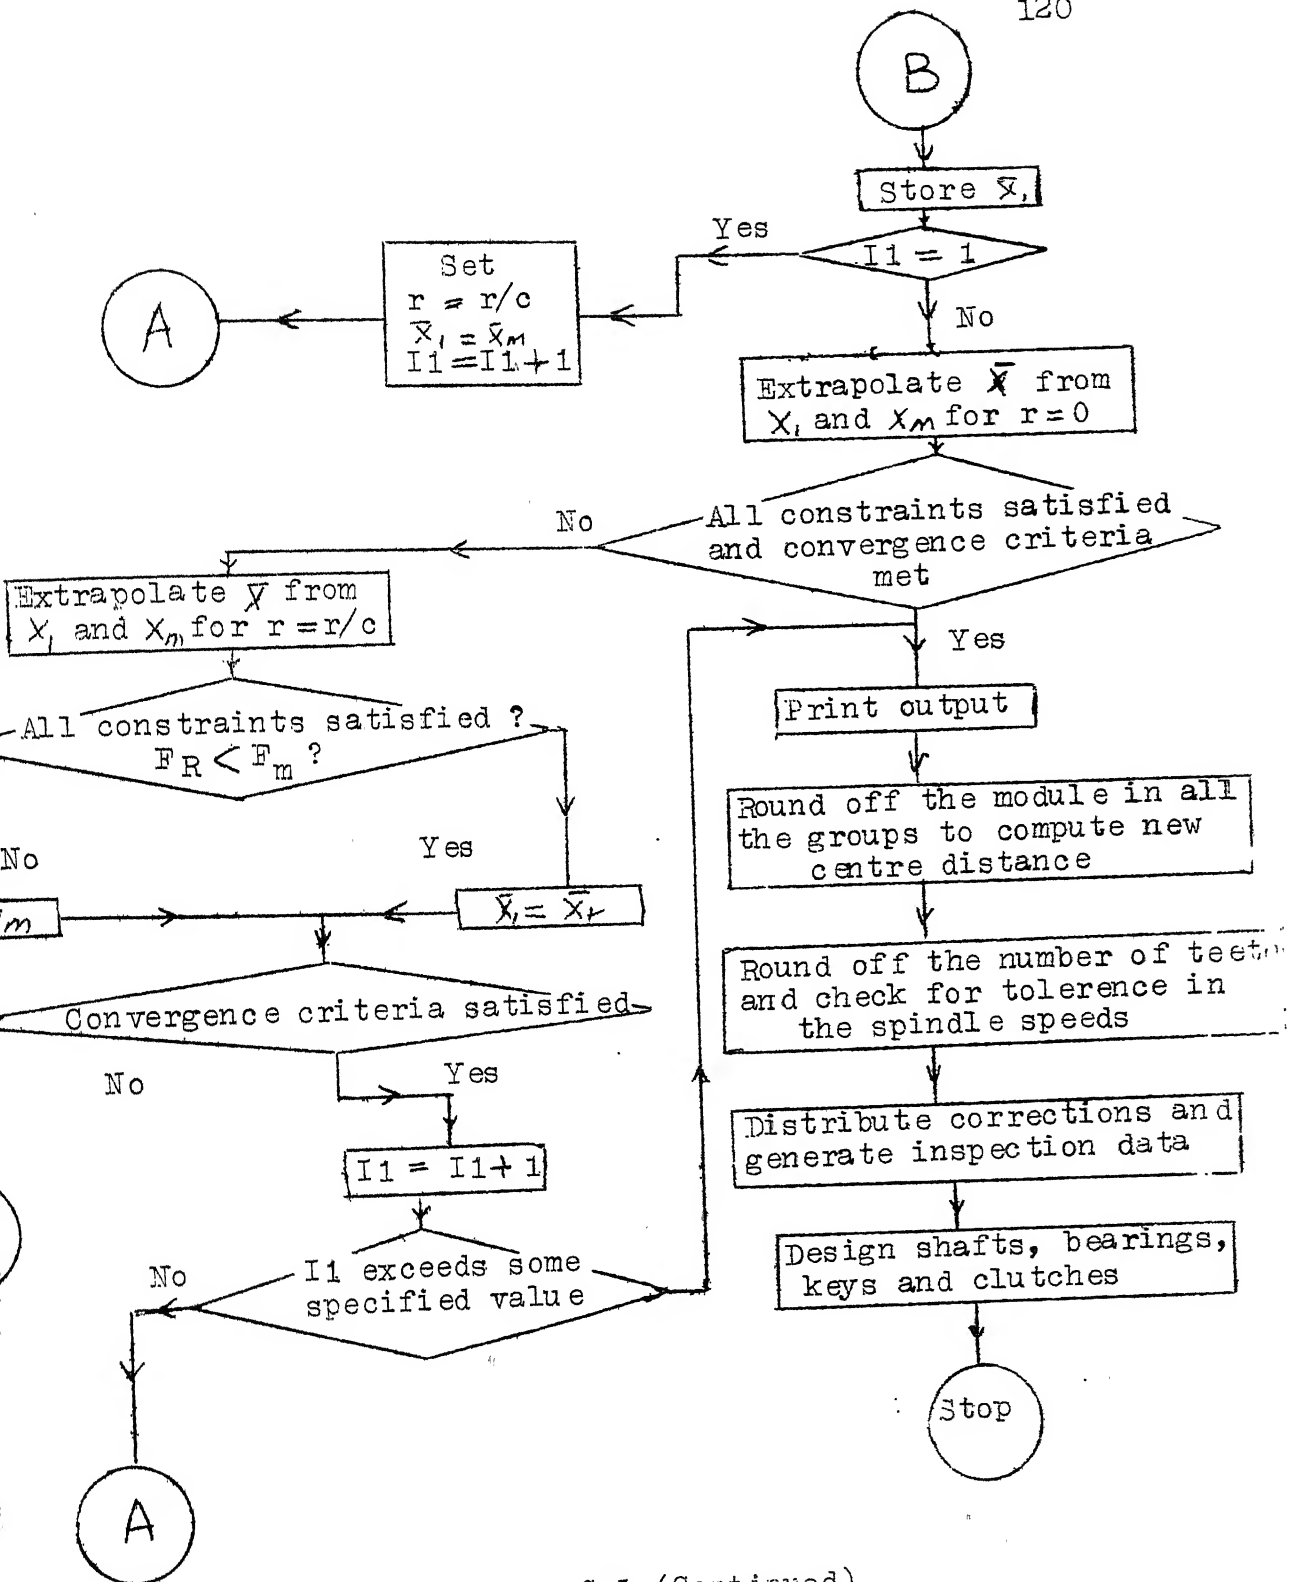 120
B
Store X̄₁
I1 = 1
Yes
Set
r = r/c
X̄₁ = X̄m
I1 = I1 + 1
A
No
Extrapolate X̄ from
X₁ and Xm for r = 0
All constraints satisfied
and convergence criteria
met
No
Extrapolate X̄ from
X₁ and Xm for r = r/c
Yes
Print output
All constraints satisfied ?
FR < Fm ?
Round off the module in all
the groups to compute new
centre distance
No
Yes
m
X̄₁ = X̄r
Round off the number of teet
and check for tolerence in
the spindle speeds
Convergence criteria satisfied
No
Yes
I1 = I1 + 1
Distribute corrections and
generate inspection data
Design shafts, bearings,
keys and clutches
No
I1 exceeds some
specified value
Stop
A
(Continued)